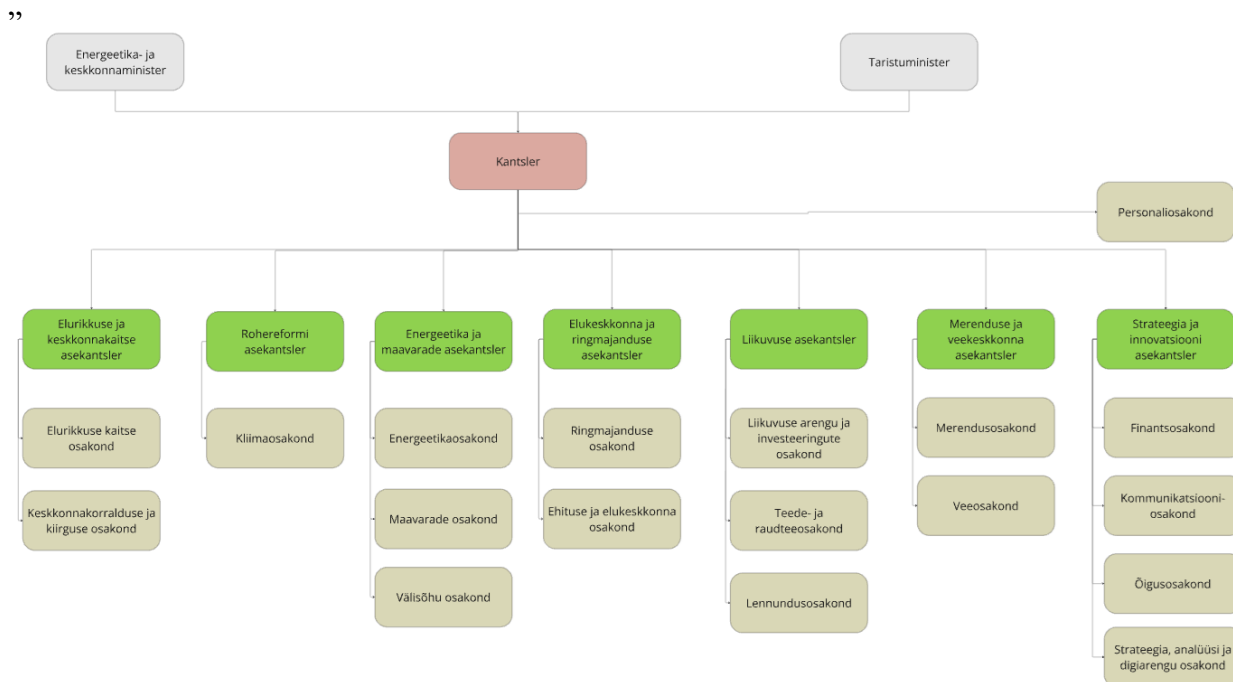 ”
Energeetika- ja
keskkonnaminister
Taristuminister
Kantsler
Personaliosakond
Elurikkuse ja
keskkonnakaitse
asekantsler
Rohereformi
asekantsler
Energeetika ja
maavarade asekantsler
Elukeskkonna ja
ringmajanduse
asekantsler
Liikuvuse asekantsler
Merenduse ja
veekeskkonna
asekantsler
Strateegia ja
innovatsiooni
asekantsler
Elurikkuse kaitse
osakond
Keskkonnakorralduse ja
kiirguse osakond
Kliimaosakond
Energeetikaosakond
Maavarade osakond
Välisõhu osakond
Ringmajanduse
osakond
Ehituse ja elukeskkonna
osakond
Liikuvuse arengu ja
investeeringute
osakond
Teede- ja
raudteeosakond
Lennundusosakond
Merendusosakond
Veeosakond
Finantsosakond
Kommunikatsiooni-
osakond
Õigusosakond
Strateegia, analüüsi ja
digiarengu osakond